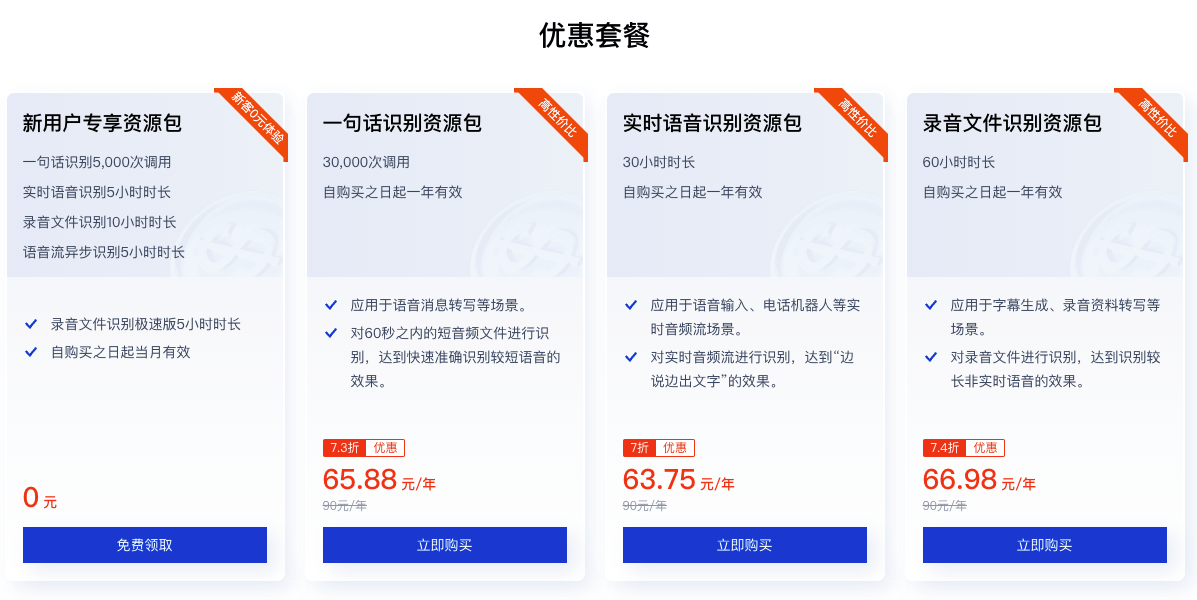 优惠套餐
新客0元体验
新用户专享资源包
一句话识别5,000次调用
实时语音识别5小时时长
录音文件识别10小时时长
语音流异步识别5小时时长
录音文件识别极速版5小时时长
自购买之日起当月有效
0 元
免费领取
高性价比
一句话识别资源包
30,000次调用
自购买之日起一年有效
应用于语音消息转写等场景。
对60秒之内的短音频文件进行识
别，达到快速准确识别较短语音的
效果。
7.3折 优惠
65.88 元/年
90元/年
立即购买
高性价比
实时语音识别资源包
30小时时长
自购买之日起一年有效
应用于语音输入、电话机器人等实
时音频流场景。
对实时音频流进行识别，达到“边
说边出文字”的效果。
7折 优惠
63.75 元/年
90元/年
立即购买
高性价比
录音文件识别资源包
60小时时长
自购买之日起一年有效
应用于字幕生成、录音资料转写等
场景。
对录音文件进行识别，达到识别较
长非实时语音的效果。
7.4折 优惠
66.98 元/年
90元/年
立即购买